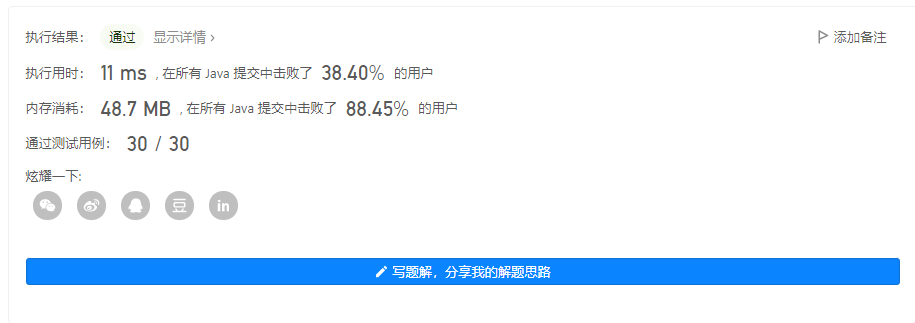 执行结果： 通过 显示详情 › 添加备注
执行用时： 11 ms , 在所有 Java 提交中击败了 38.40% 的用户
内存消耗： 48.7 MB , 在所有 Java 提交中击败了 88.45% 的用户
通过测试用例： 30 / 30
炫耀一下:
豆 in
写题解，分享我的解题思路